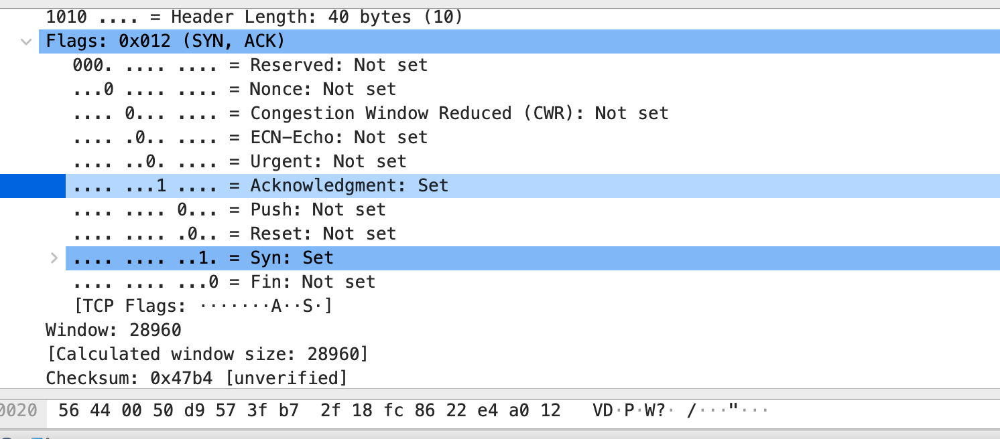 1010 .... = Header Length: 40 bytes (10)
Flags: 0x012 (SYN, ACK)
000. .... .... = Reserved: Not set
...0 .... .... = Nonce: Not set
.... 0... .... = Congestion Window Reduced (CWR): Not set
.... .0.. .... = ECN-Echo: Not set
.... ..0. .... = Urgent: Not set
.... ...1 .... = Acknowledgment: Set
.... .... 0... = Push: Not set
.... .... .0.. = Reset: Not set
.... .... ..1. = Syn: Set
.... .... ...0 = Fin: Not set
[TCP Flags: ·······A··S·]
Window: 28960
[Calculated window size: 28960]
Checksum: 0x47b4 [unverified]
0020 56 44 00 50 d9 57 3f b7 2f 18 fc 86 22 e4 a0 12 VD·P·W?· /···"···